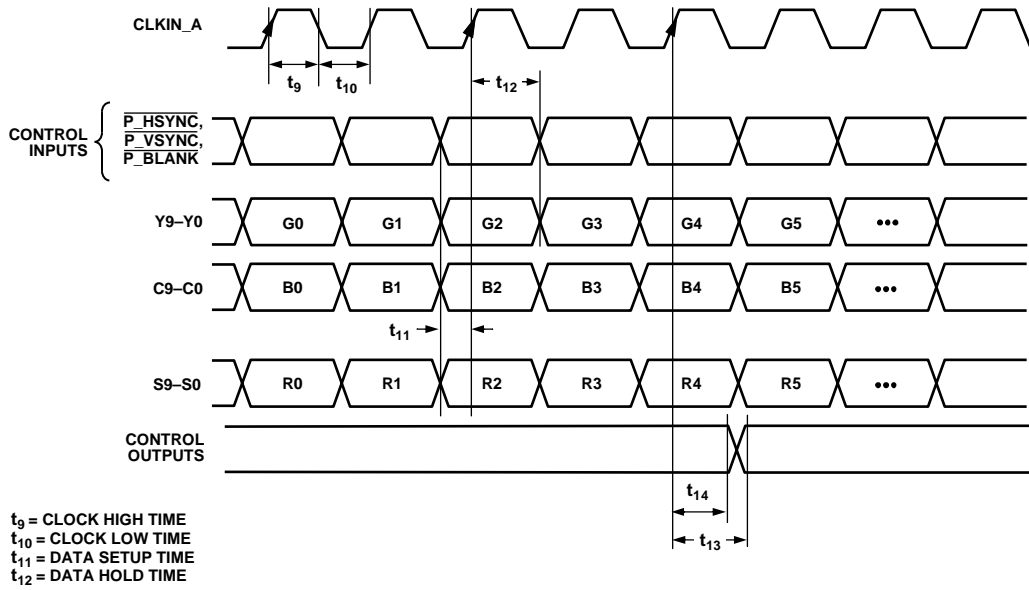 CLKIN_A
t9
t10
t12
CONTROL
INPUTS
P_HSYNC,
P_VSYNC,
P_BLANK
Y9–Y0
G0 G1 G2 G3 G4 G5 •••
C9–C0
B0 B1 B2 B3 B4 B5 •••
t11
S9–S0
R0 R1 R2 R3 R4 R5 •••
CONTROL
OUTPUTS
t14
t13
t9 = CLOCK HIGH TIME
t10 = CLOCK LOW TIME
t11 = DATA SETUP TIME
t12 = DATA HOLD TIME